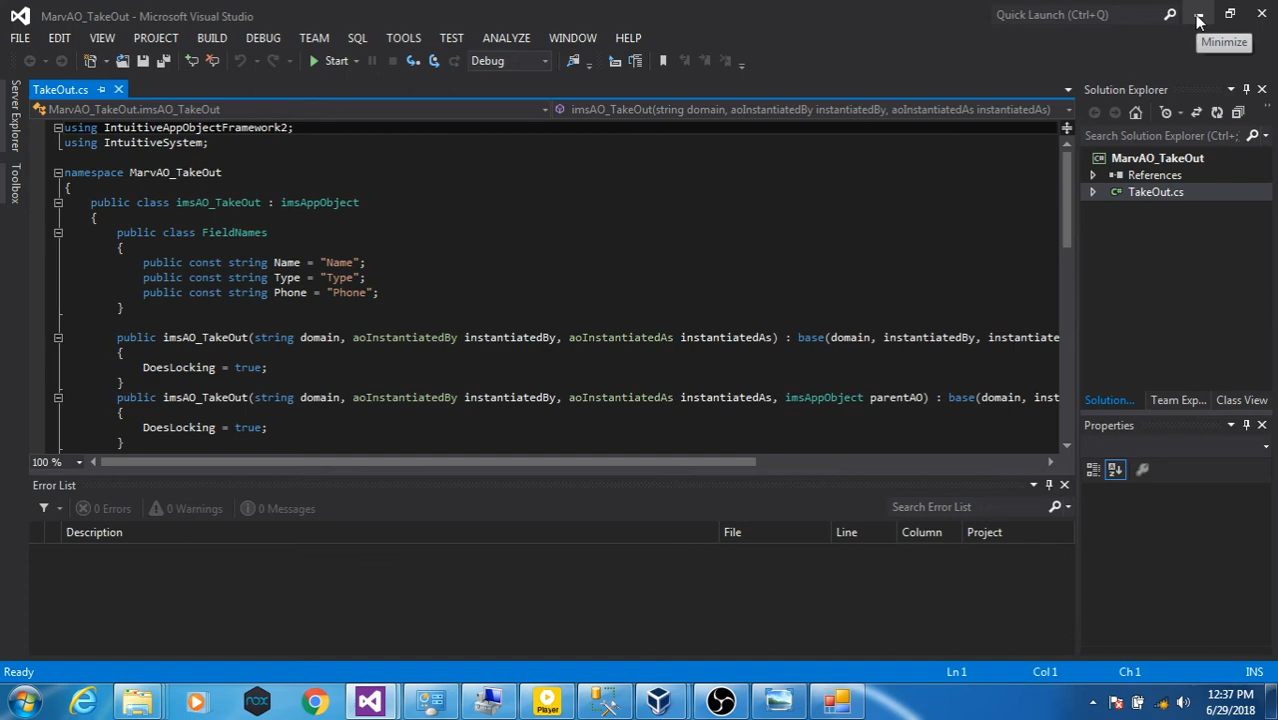 MarvAO_TakeOut - Microsoft Visual Studio
Quick Launch (Ctrl+Q)
Minimize
FILE EDIT VIEW PROJECT BUILD DEBUG TEAM SQL TOOLS TEST ANALYZE WINDOW HELP
Start Debug
Server Explorer
Toolbox
TakeOut.cs
MarvAO_TakeOut.imsAO_TakeOut
imsAO_TakeOut(string domain, aoInstantiatedBy instantiatedBy, aoInstantiatedAs instantiatedAs)
using IntuitiveAppObjectFramework2;
using IntuitiveSystem;
namespace MarvAO_TakeOut
{
public class imsAO_TakeOut : imsAppObject
{
public class FieldNames
{
public const string Name = "Name";
public const string Type = "Type";
public const string Phone = "Phone";
}
public imsAO_TakeOut(string domain, aoInstantiatedBy instantiatedBy, aoInstantiatedAs instantiatedAs) : base(domain, instantiatedBy, instantiate
{
DoesLocking = true;
}
public imsAO_TakeOut(string domain, aoInstantiatedBy instantiatedBy, aoInstantiatedAs instantiatedAs, imsAppObject parentAO) : base(domain, inst
{
DoesLocking = true;
}
100 %
Solution Explorer
Search Solution Explorer (Ctrl+;
MarvAO_TakeOut
References
TakeOut.cs
Solution... Team Exp... Class View
Properties
Error List
0 Errors 0 Warnings 0 Messages
Search Error List
Description File Line Column Project
Ready Ln 1 Col 1 Ch 1 INS
nox
Player
12:37 PM
6/29/2018